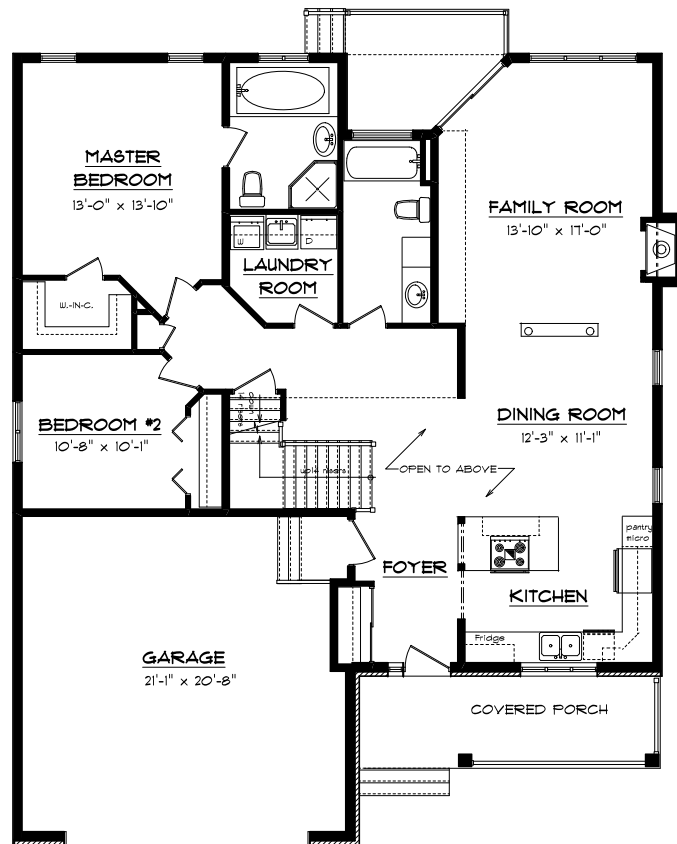 MASTER
BEDROOM
13'-0" x 13'-10"
FAMILY ROOM
13'-10" x 17'-0"
W
D
LAUNDRY
ROOM
W.-IN-C.
DINING ROOM
12'-3" x 11'-1"
BEDROOM #2
10'-8" x 10'-1"
OPEN TO ABOVE
pantry
micro
FOYER
KITCHEN
Fridge
GARAGE
21'-1" x 20'-8"
COVERED PORCH